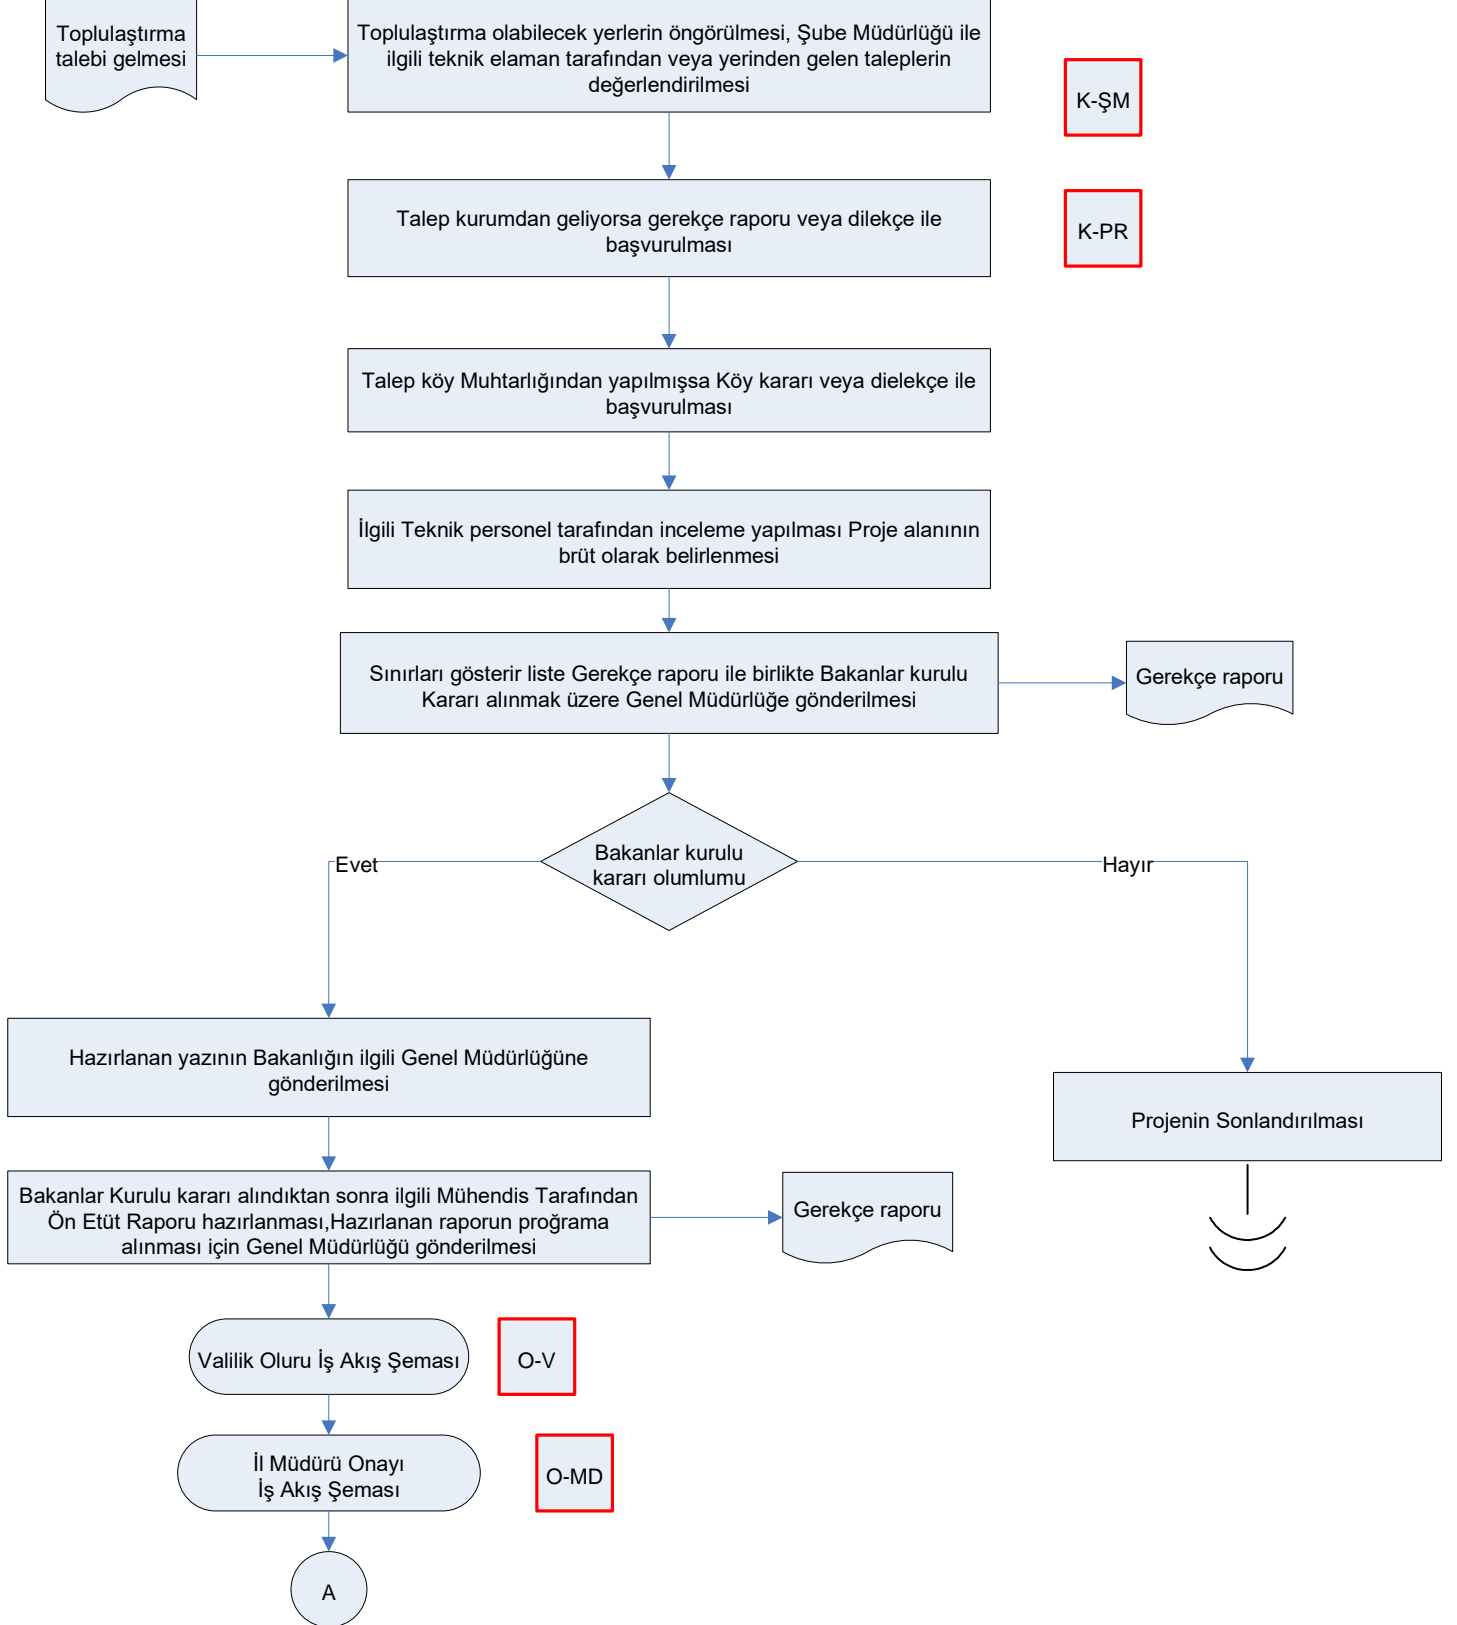 Toplulaştırma
talebi gelmesi
Toplulaştırma olabilecek yerlerin öngörülmesi, Şube Müdürlüğü ile
ilgili teknik elaman tarafından veya yerinden gelen taleplerin
değerlendirilmesi
K-ŞM
Talep kurumdan geliyorsa gerekçe raporu veya dilekçe ile
başvurulması
K-PR
Talep köy Muhtarlığından yapılmışsa Köy kararı veya dielekçe ile
başvurulması
İlgili Teknik personel tarafından inceleme yapılması Proje alanının
brüt olarak belirlenmesi
Sınırları gösterir liste Gerekçe raporu ile birlikte Bakanlar kurulu
Kararı alınmak üzere Genel Müdürlüğe gönderilmesi
Gerekçe raporu
Bakanlar kurulu
kararı olumlumu
Evet
Hayır
Hazırlanan yazının Bakanlığın ilgili Genel Müdürlüğüne
gönderilmesi
Projenin Sonlandırılması
Bakanlar Kurulu kararı alındıktan sonra ilgili Mühendis Tarafından
Ön Etüt Raporu hazırlanması,Hazırlanan raporun proğrama
alınması için Genel Müdürlüğü gönderilmesi
Gerekçe raporu
Valilik Oluru İş Akış Şeması
O-V
İl Müdürü Onayı
İş Akış Şeması
O-MD
A